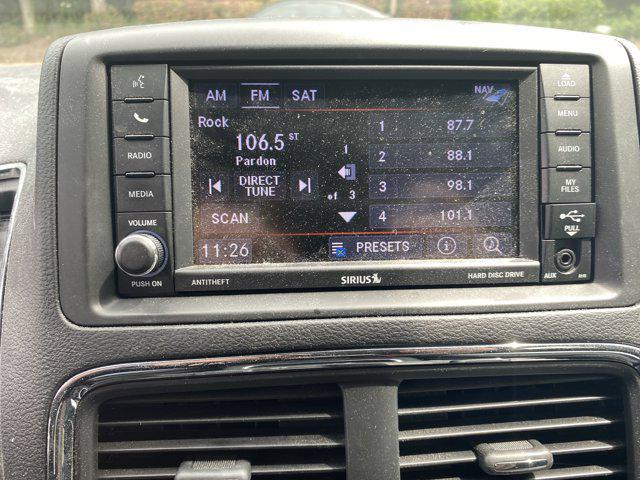 AM FM SAT NAV
Rock
106.5 ST
Pardon
DIRECT
TUNE
SCAN
11:26
1
of 3
1 87.7
2 88.1
3 98.1
4 101.1
PRESETS
RADIO
MEDIA
VOLUME
PUSH ON
ANTITHEFT
SIRIUS
HARD DISC DRIVE
LOAD
MENU
AUDIO
MY
FILES
PULL
AUX